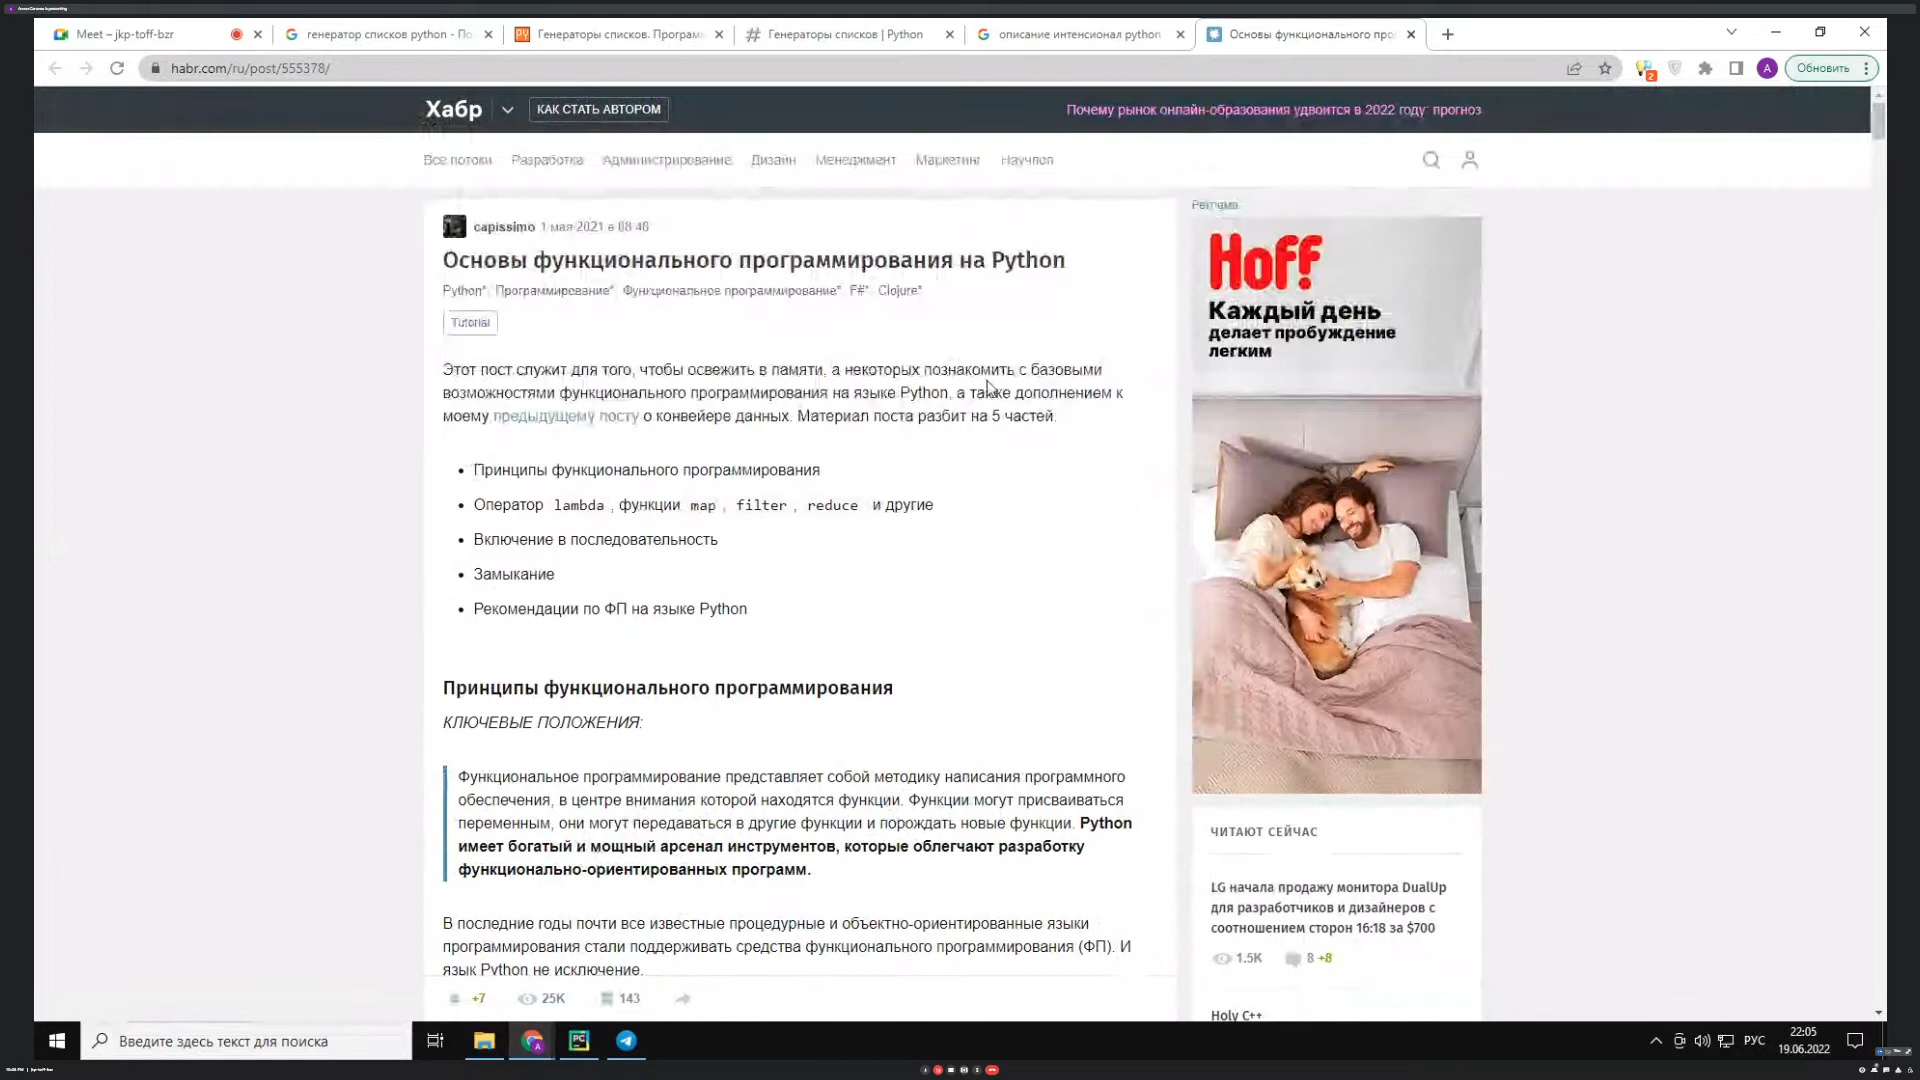 Meet – jkp-toff-bzr
генератор списков python - По
Генераторы списков. Програм
Генераторы списков | Python
описание интенсионал python
Основы функционального про
habr.com/ru/post/555378/
2
A
Обновить
Хабр
КАК СТАТЬ АВТОРОМ
Почему рынок онлайн-образования удвоится в 2022 году: прогноз
Все потоки Разработка Администрирование Дизайн Менеджмент Маркетинг Научпоп
capissimo 1 мая 2021 в 08:48
Основы функционального программирования на Python
Python* Программирование* Функциональное программирование* F#* Clojure*
Tutorial
Этот пост служит для того, чтобы освежить в памяти, а некоторых познакомить с базовыми
возможностями функционального программирования на языке Python, а также дополнением к
моему предыдущему посту о конвейере данных. Материал поста разбит на 5 частей.
• Принципы функционального программирования
• Оператор lambda , функции map , filter , reduce и другие
• Включение в последовательность
• Замыкание
• Рекомендации по ФП на языке Python
Принципы функционального программирования
КЛЮЧЕВЫЕ ПОЛОЖЕНИЯ:
Функциональное программирование представляет собой методику написания программного
обеспечения, в центре внимания которой находятся функции. Функции могут присваиваться
переменным, они могут передаваться в другие функции и порождать новые функции. Python
имеет богатый и мощный арсенал инструментов, которые облегчают разработку
функционально-ориентированных программ.
В последние годы почти все известные процедурные и объектно-ориентированные языки
программирования стали поддерживать средства функционального программирования (ФП). И
язык Python не исключение.
+7 25K 143
Реклама
Hoff
Каждый день
делает пробуждение
легким
ЧИТАЮТ СЕЙЧАС
LG начала продажу монитора DualUp
для разработчиков и дизайнеров с
соотношением сторон 16:18 за $700
1.5K 8 +8
Holy C++
Введите здесь текст для поиска
PC
РУС
22:05
19.06.2022